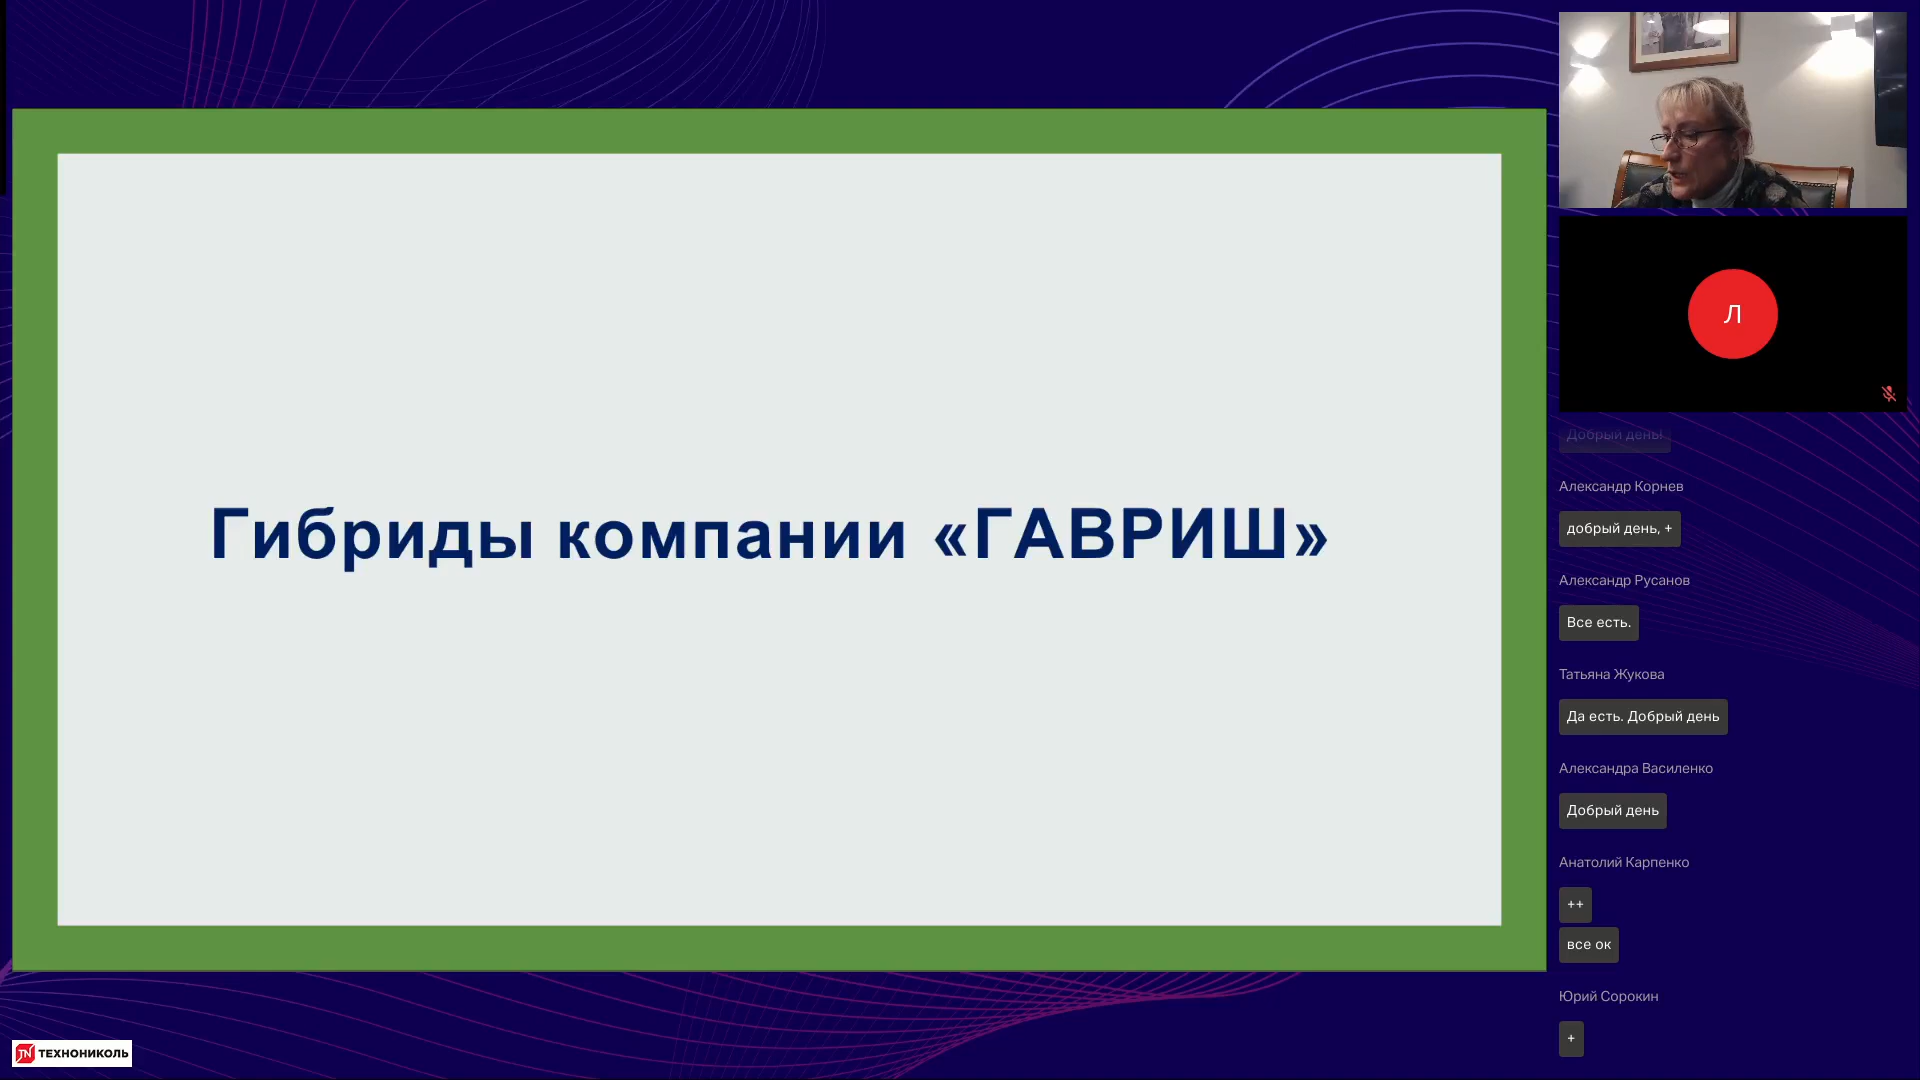 Гибриды компании «ГАВРИШ»
Л
Добрый день!
Александр Корнев
добрый день, +
Александр Русанов
Все есть.
Татьяна Жукова
Да есть. Добрый день
Александра Василенко
Добрый день
Анатолий Карпенко
++
все ок
Юрий Сорокин
+
TN ТЕХНОНИКОЛЬ